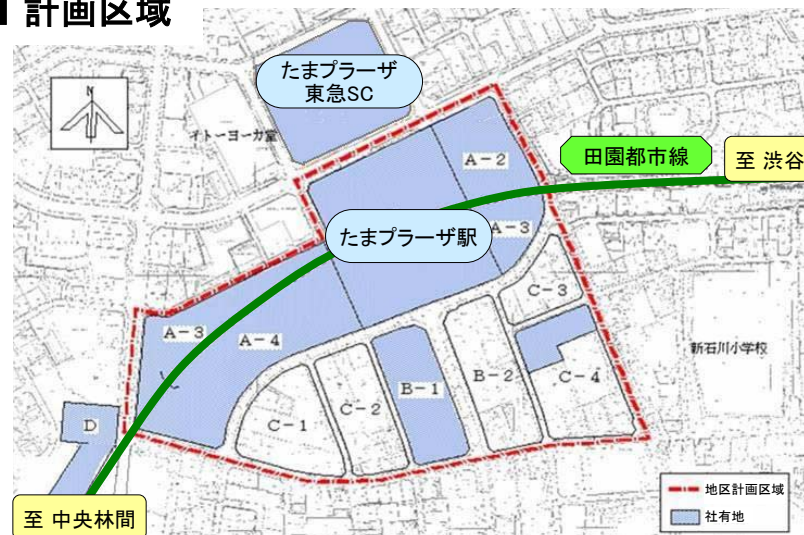 計画区域
たまプラーザ
東急SC
N
イトーヨーカ堂
A-2
田園都市線
至 渋谷
たまプラーザ駅
A-3
C-3
A-3
A-4
新石川小学校
B-1
B-2
C-4
C-2
C-1
D
地区計画区域
社有地
至 中央林間